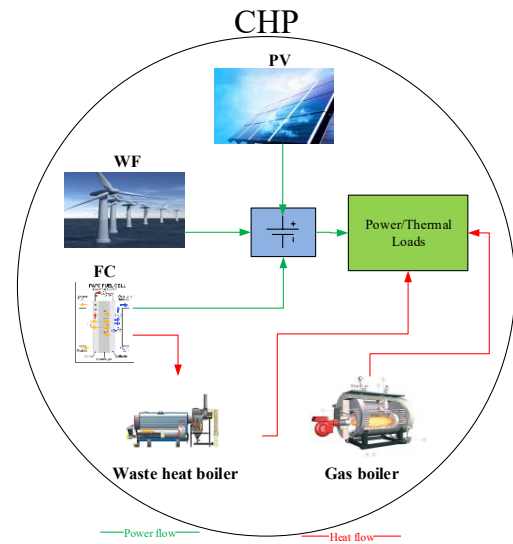 CHP
PV
WF
+
Power/Thermal
Loads
FC
Waste heat boiler
Gas boiler
Power flow
Heat flow